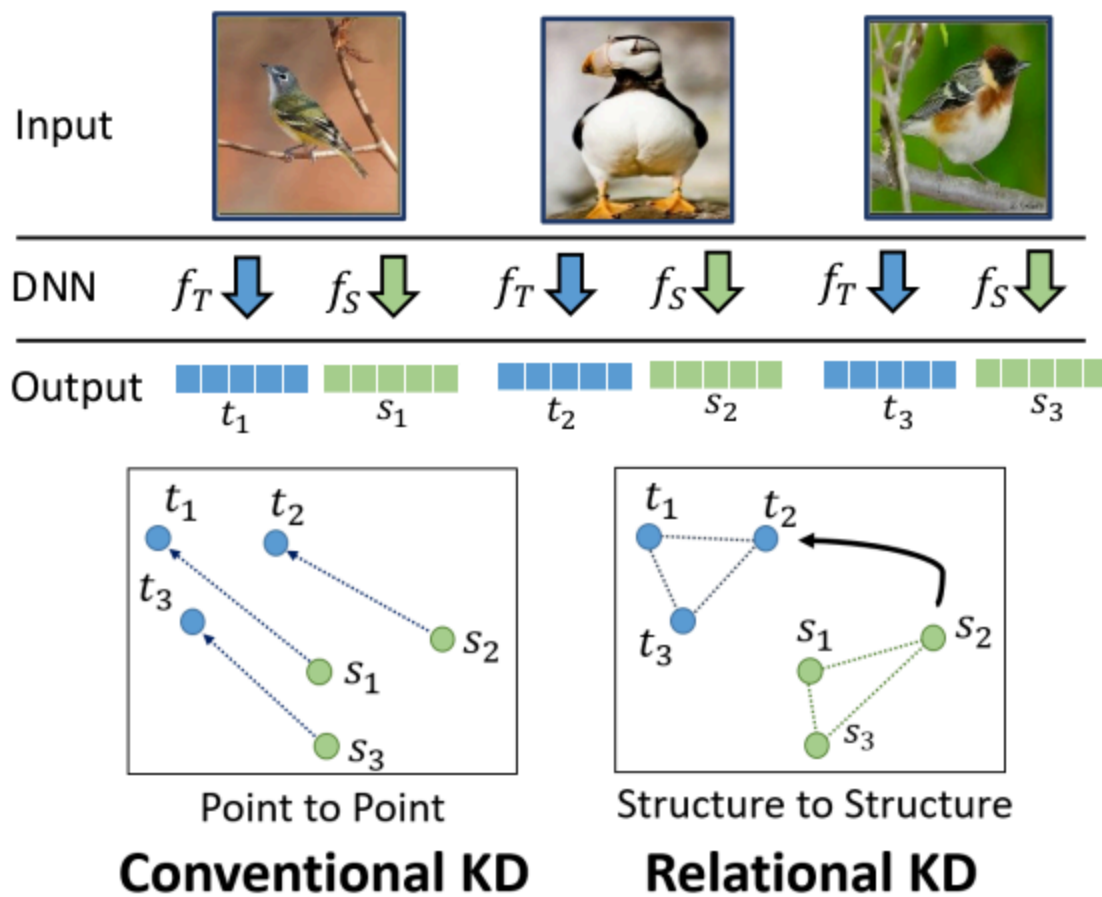 Input
DNN
f_T f_S f_T f_S f_T f_S
Output
t_1 s_1 t_2 s_2 t_3 s_3
t_1 t_2
t_3
s_2
s_1
s_3
Point to Point
Conventional KD
t_1 t_2
t_3
s_1 s_2
s_3
Structure to Structure
Relational KD